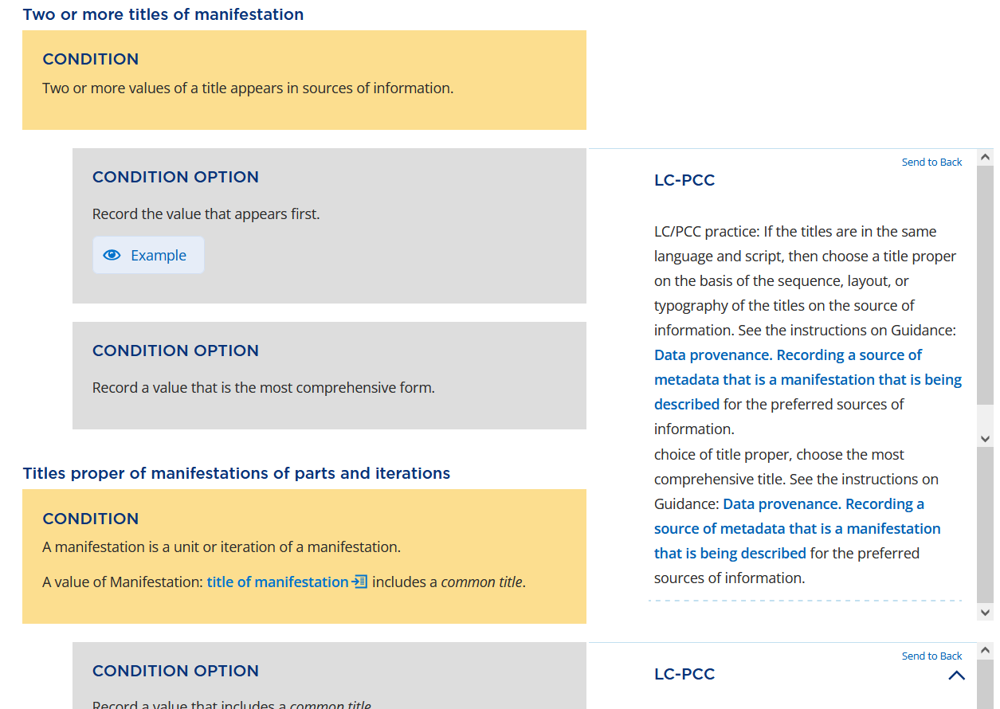 Two or more titles of manifestation
CONDITION
Two or more values of a title appears in sources of information.
CONDITION OPTION
Record the value that appears first.
Example
CONDITION OPTION
Record a value that is the most comprehensive form.
Send to Back
LC-PCC
LC/PCC practice: If the titles are in the same
language and script, then choose a title proper
on the basis of the sequence, layout, or
typography of the titles on the source of
information. See the instructions on Guidance:
Data provenance. Recording a source of
metadata that is a manifestation that is being
described for the preferred sources of
information.
choice of title proper, choose the most
comprehensive title. See the instructions on
Guidance: Data provenance. Recording a
source of metadata that is a manifestation
that is being described for the preferred
sources of information.
Titles proper of manifestations of parts and iterations
CONDITION
A manifestation is a unit or iteration of a manifestation.
A value of Manifestation: title of manifestation includes a common title.
CONDITION OPTION
Record a value that includes a common title.
Send to Back
LC-PCC